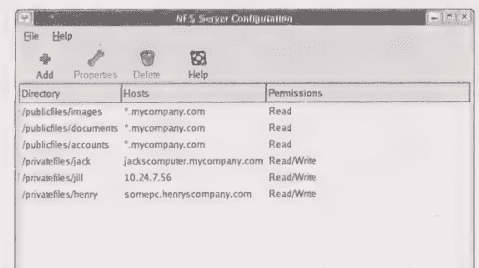 NFS Server Configuration
File Help
Add Properties Delete Help
Directory Hosts Permissions
/publicfiles/images *.mycompany.com Read
/publicfiles/documents *.mycompany.com Read
/publicfiles/accounts *.mycompany.com Read
/privatefiles/jack jackscomputer.mycompany.com Read/Write
/privatefiles/jill 10.24.7.56 Read/Write
/privatefiles/henry somepc.henryscompany.com Read/Write